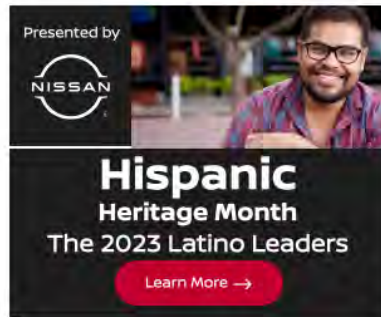 Presented by
NISSAN
Hispanic
Heritage Month
The 2023 Latino Leaders
Learn More →